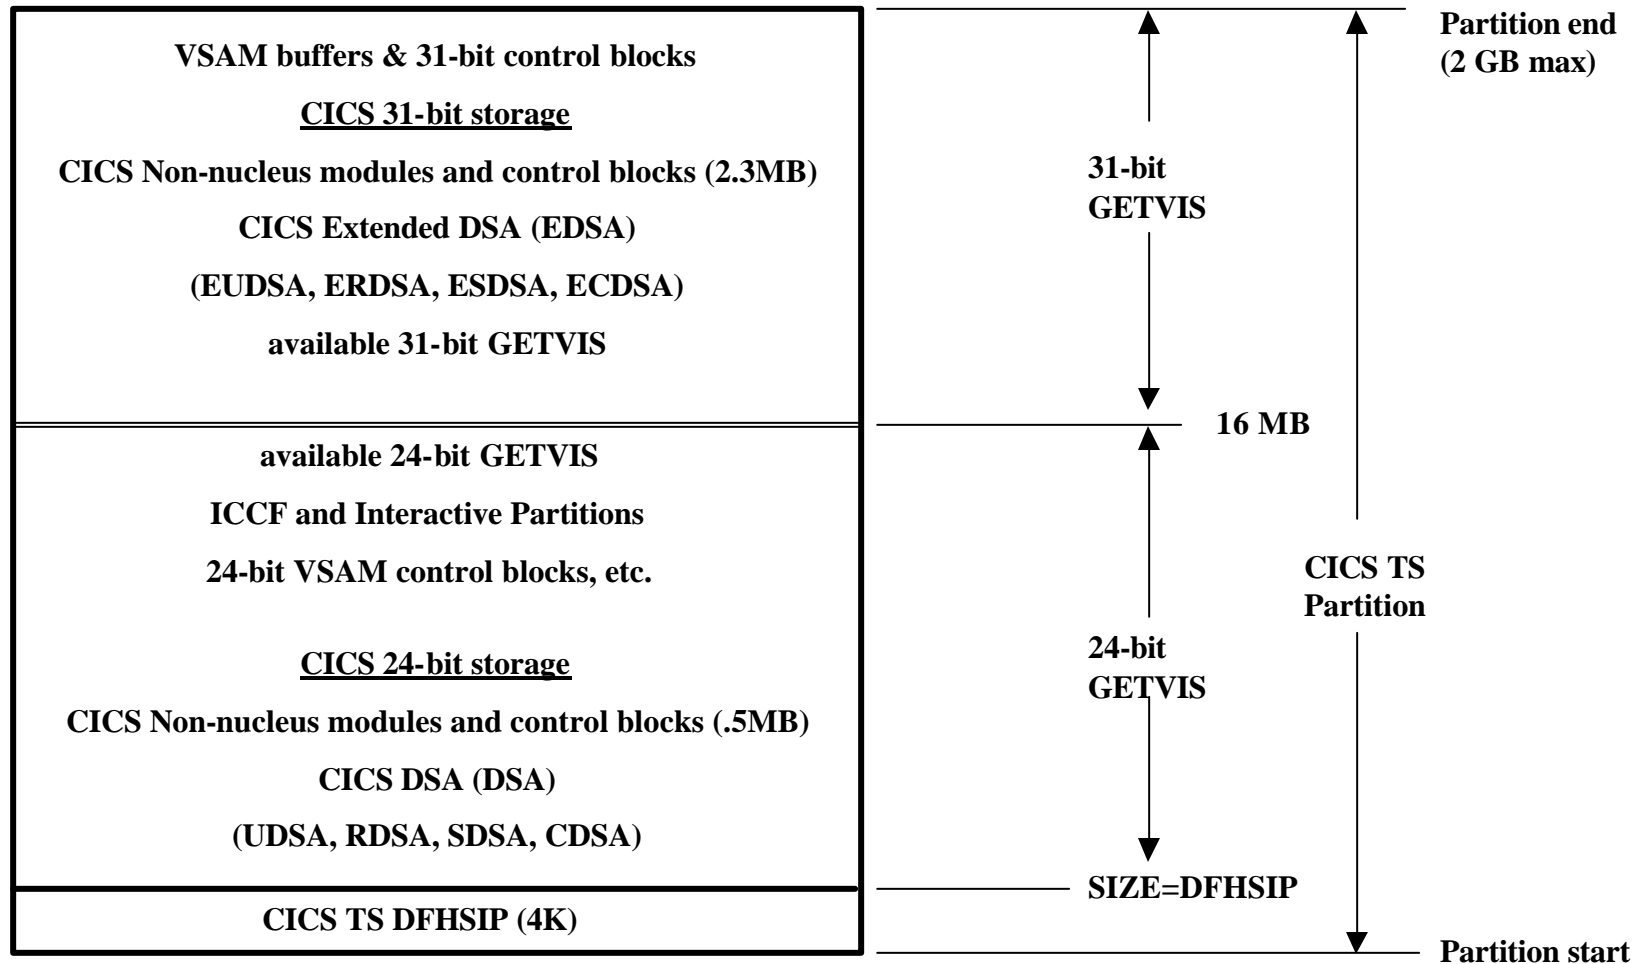 VSAM buffers & 31-bit control blocks
CICS 31-bit storage
CICS Non-nucleus modules and control blocks (2.3MB)
CICS Extended DSA (EDSA)
(EUDSA, ERDSA, ESDSA, ECDSA)
available 31-bit GETVIS
available 24-bit GETVIS
ICCF and Interactive Partitions
24-bit VSAM control blocks, etc.
CICS 24-bit storage
CICS Non-nucleus modules and control blocks (.5MB)
CICS DSA (DSA)
(UDSA, RDSA, SDSA, CDSA)
CICS TS DFHSIP (4K)
31-bit
GETVIS
16 MB
24-bit
GETVIS
SIZE=DFHSIP
CICS TS
Partition
Partition end
(2 GB max)
Partition start